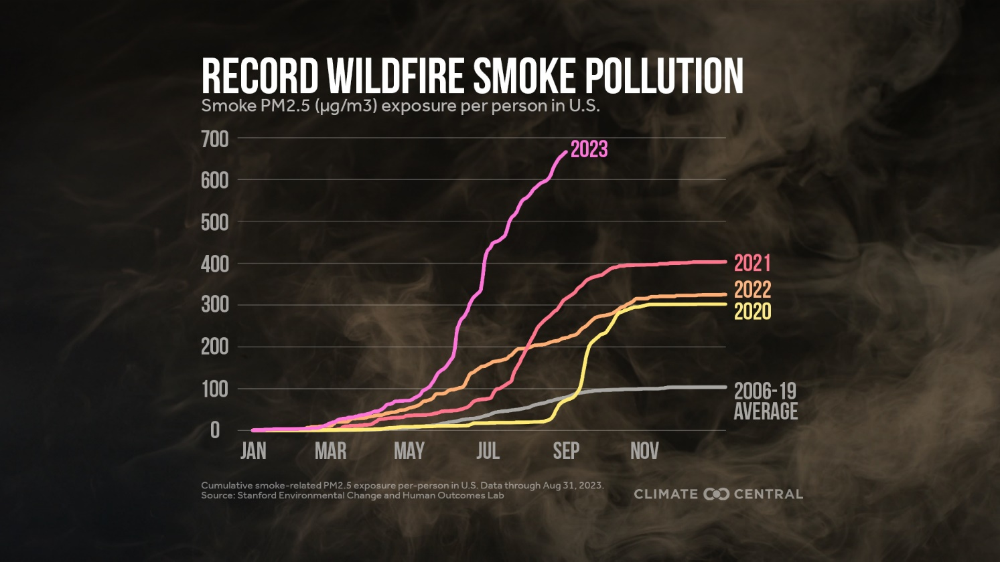 RECORD WILDFIRE SMOKE POLLUTION
Smoke PM2.5 (µg/m3) exposure per person in U.S.
700
2023
600
500
400
2021
2022
300
2020
200
100
2006-19
AVERAGE
0
JAN MAR MAY JUL SEP NOV
Cumulative smoke-related PM2.5 exposure per-person in U.S. Data through Aug 31, 2023.
Source: Stanford Environmental Change and Human Outcomes Lab
CLIMATE CENTRAL